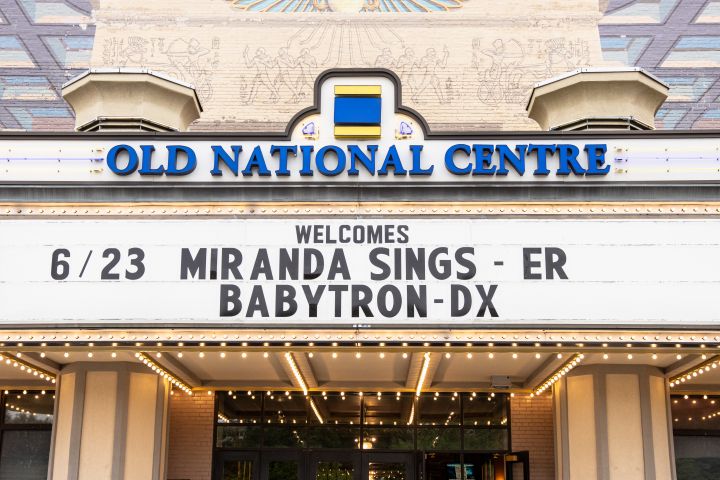 OLD NATIONAL CENTRE
WELCOMES
6/23 MIRANDA SINGS - ER
BABYTRON-DX